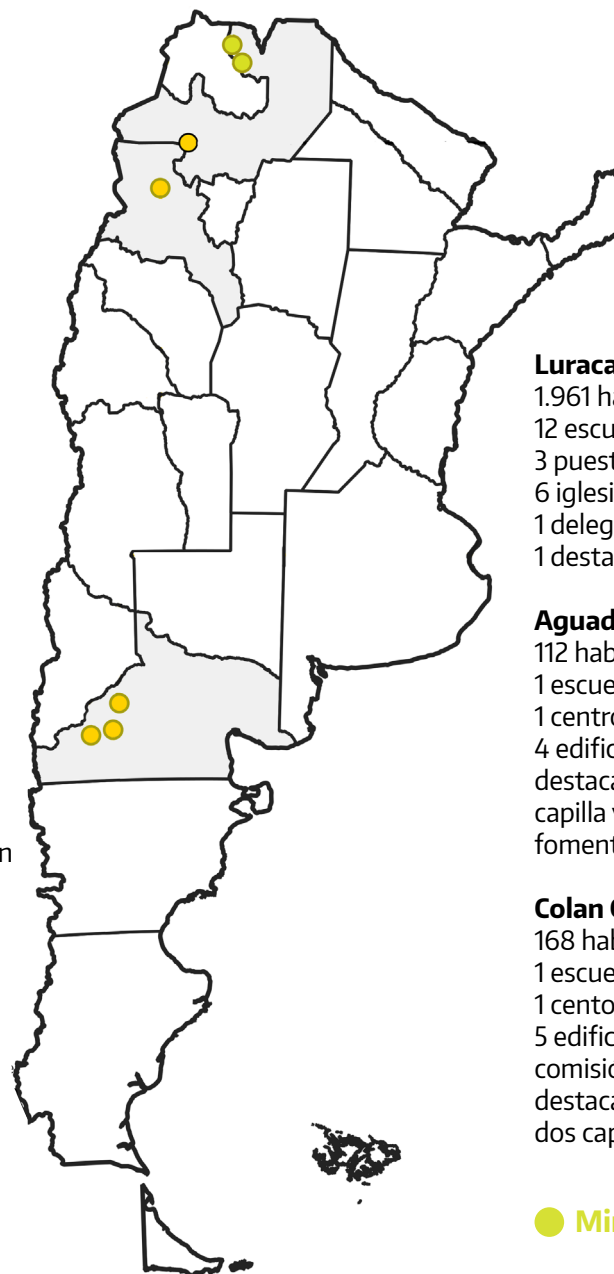 n
Luraca
1.961 ha
12 escu
3 puest
6 iglesi
1 deleg
1 desta
Aguad
112 hab
1 escue
1 centro
4 edific
destaca
capilla
foment
Colan
168 hab
1 escue
1 cento
5 edific
comisió
destaca
dos cap
Mi